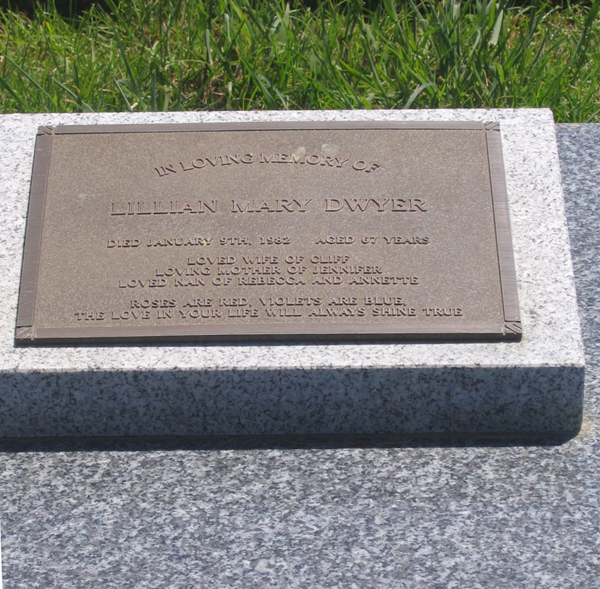 IN LOVING MEMORY OF
LILLIAN MARY DWYER
DIED JANUARY 9TH, 1982 AGED 67 YEARS
LOVED WIFE OF CLIFF
LOVING MOTHER OF JENNIFER
LOVED NAN OF REBECCA AND ANNETTE
ROSES ARE RED, VIOLETS ARE BLUE,
THE LOVE IN YOUR LIFE WILL ALWAYS SHINE TRUE